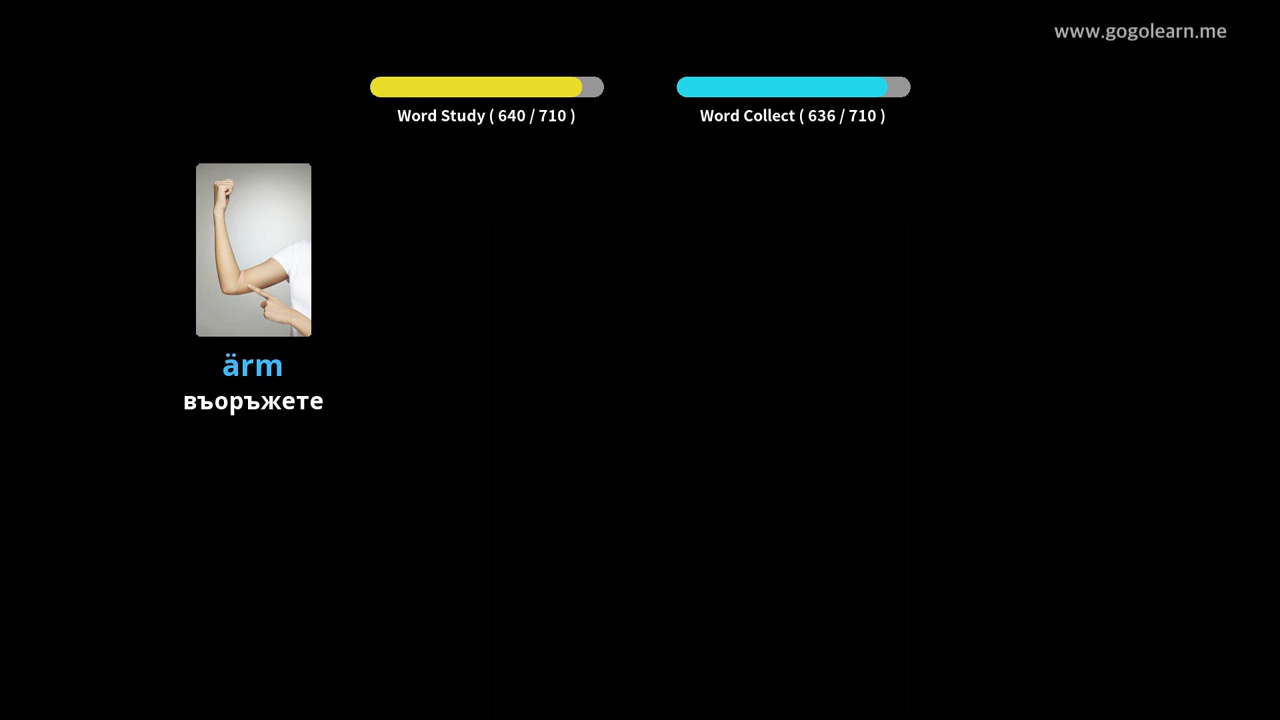 www.gogolearn.me
Word Study ( 640 / 710 )
Word Collect ( 636 / 710 )
ärm
въоръжете